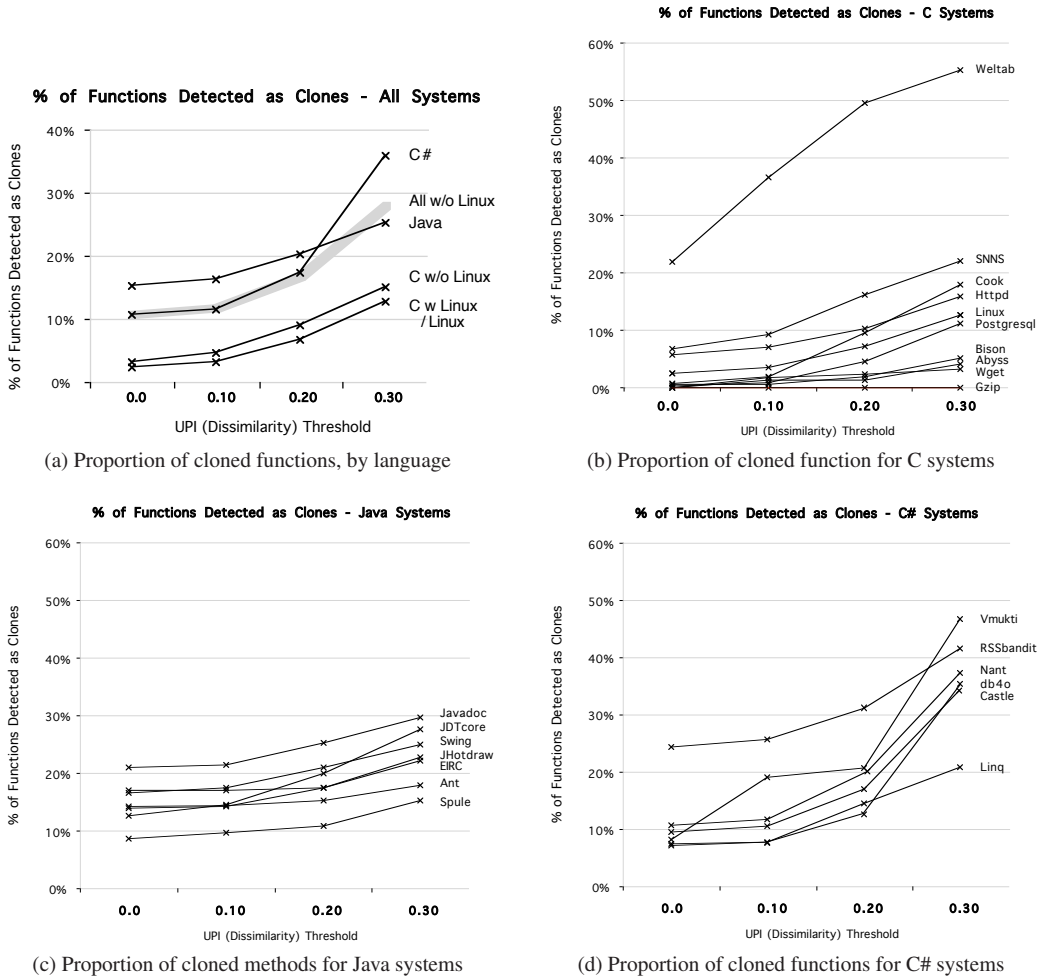 % of Functions Detected as Clones - All Systems
% of Functions Detected as Clones
40%
30%
20%
10%
0%
C#
All w/o Linux
Java
C w/o Linux
C w Linux
/ Linux
0.0 0.10 0.20 0.30
UPI (Dissimilarity) Threshold
(a) Proportion of cloned functions, by language
% of Functions Detected as Clones - C Systems
% of Functions Detected as Clones
60%
50%
40%
30%
20%
10%
0%
Weltab
SNNS
Cook
Httpd
Linux
Postgresql
Bison
Abyss
Wget
Gzip
0.0 0.10 0.20 0.30
UPI (Dissimilarity) Threshold
(b) Proportion of cloned function for C systems
% of Functions Detected as Clones - Java Systems
% of Functions Detected as Clones
60%
50%
40%
30%
20%
10%
0%
Javadoc
JDTcore
Swing
JHotdraw
EIRC
Ant
Spule
0.0 0.10 0.20 0.30
UPI (Dissimilarity) Threshold
(c) Proportion of cloned methods for Java systems
% of Functions Detected as Clones - C# Systems
% of Functions Detected as Clones
60%
50%
40%
30%
20%
10%
0%
Vmukti
RSSbandit
Nant
db4o
Castle
Linq
0.0 0.10 0.20 0.30
UPI (Dissimilarity) Threshold
(d) Proportion of cloned functions for C# systems